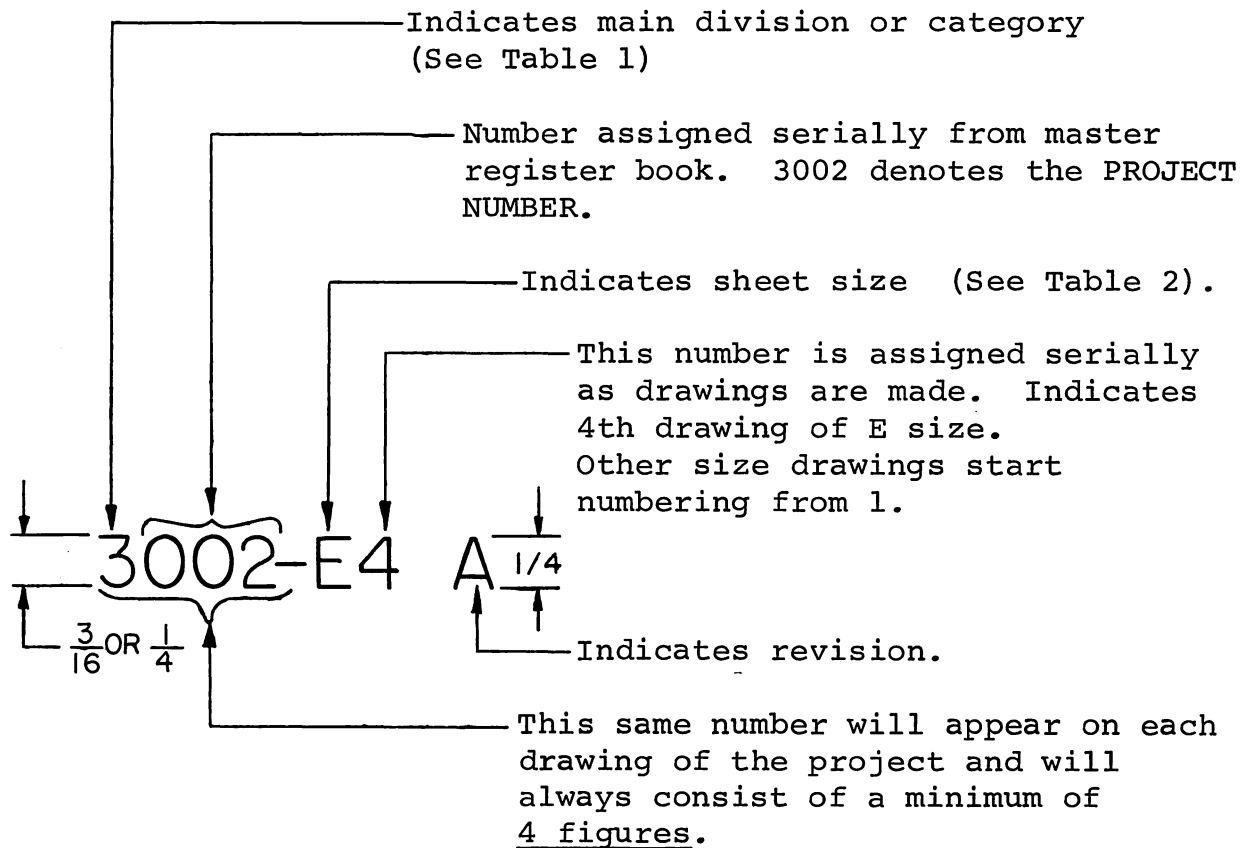 Indicates main division or category
(See Table 1)
Number assigned serially from master
register book.  3002 denotes the PROJECT
NUMBER.
Indicates sheet size  (See Table 2).
This number is assigned serially
as drawings are made.  Indicates
4th drawing of E size.
Other size drawings start
numbering from 1.
3002-E4 A 1/4
3/16 OR 1/4
Indicates revision.
This same number will appear on each
drawing of the project and will
always consist of a minimum of
4 figures.